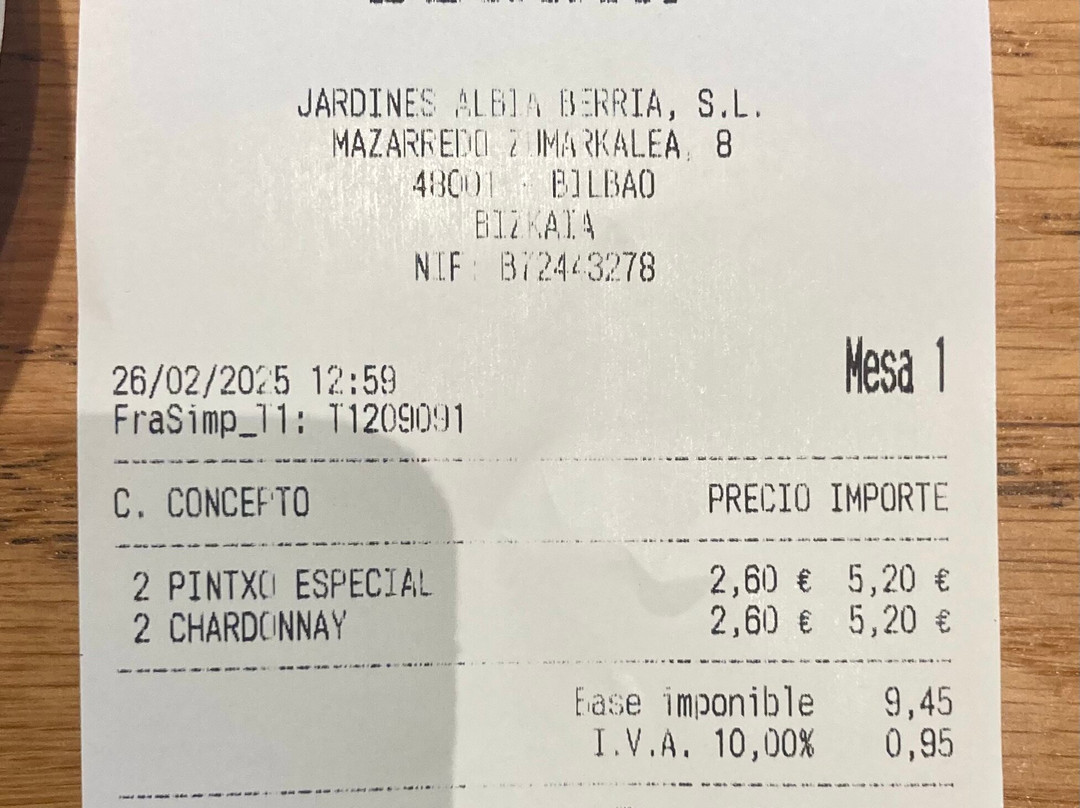 JARDINES ALBIA BERRIA, S.L.
MAZARREDO ZUMARKALEA, 8
48001 - BILBAO
BIZKAIA
NIF: B72443278
Mesa 1
26/02/2025 12:59
FraSimp_T1: T1209091
C. CONCEPTO PRECIO IMPORTE
2 PINTXO ESPECIAL 2,60 € 5,20 €
2 CHARDONNAY 2,60 € 5,20 €
Base imponible 9,45
I.V.A. 10,00% 0,95